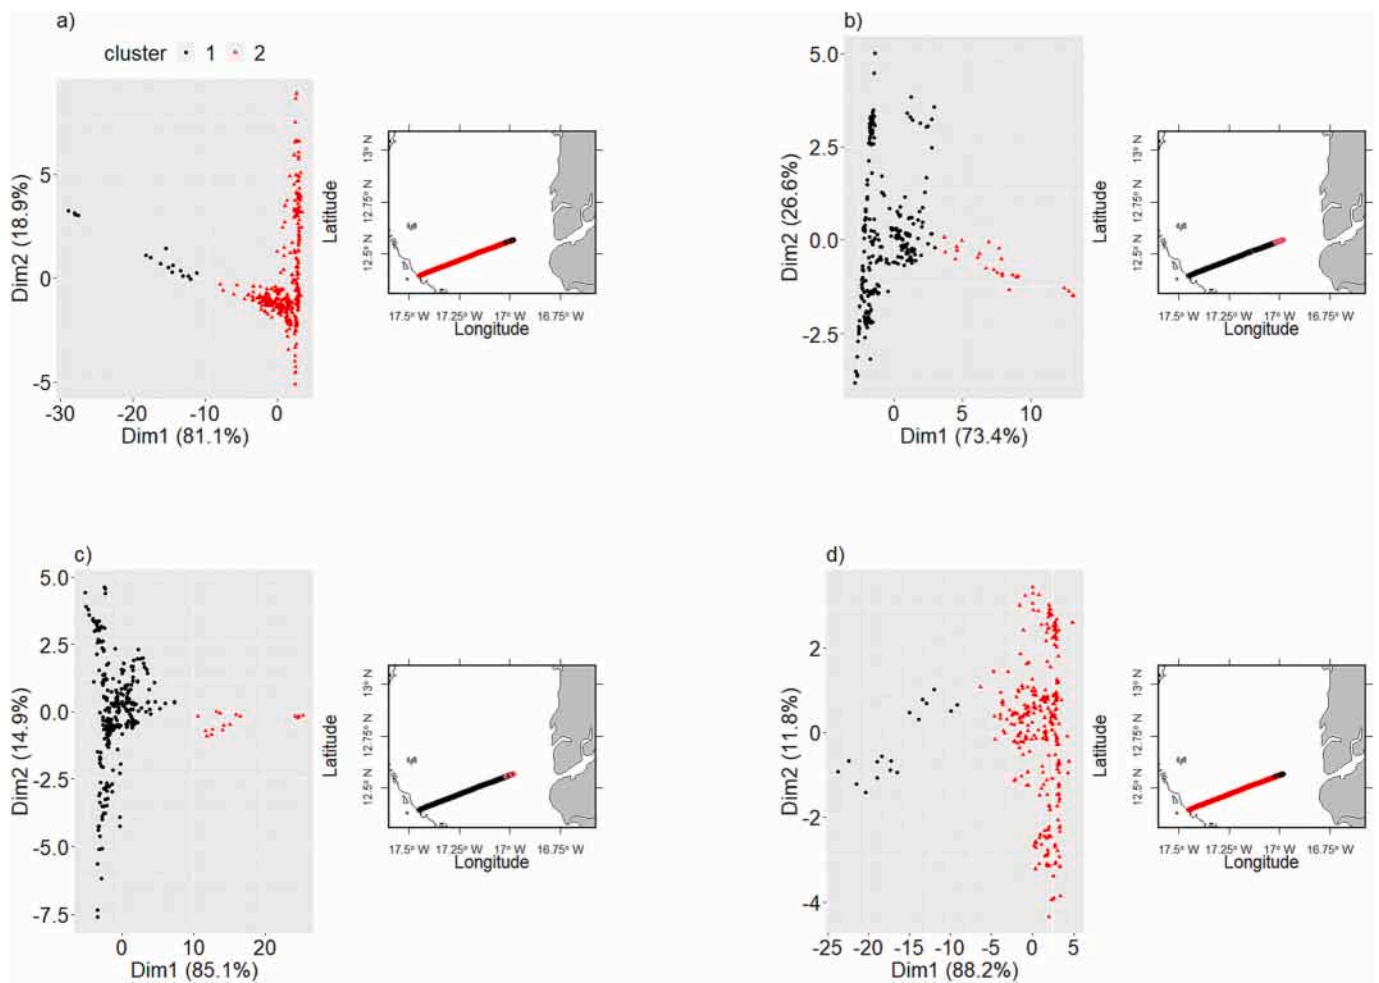 a)
cluster 1 2
Dim2 (18.9%)
5
0
-5
-30 -20 -10 0
Dim1 (81.1%)
Latitude
13° N
12.75° N
12.5° N
17.5° W 17.25° W 17° W 16.75° W
Longitude
b)
Dim2 (26.6%)
5.0
2.5
0.0
-2.5
0 5 10
Dim1 (73.4%)
Latitude
13° N
12.75° N
12.5° N
17.5° W 17.25° W 17° W 16.75° W
Longitude
c)
Dim2 (14.9%)
5.0
2.5
0.0
-2.5
-5.0
-7.5
0 10 20
Dim1 (85.1%)
Latitude
13° N
12.75° N
12.5° N
17.5° W 17.25° W 17° W 16.75° W
Longitude
d)
Dim2 (11.8%)
2
0
-2
-4
-25 -20 -15 -10 -5 0 5
Dim1 (88.2%)
Latitude
13° N
12.75° N
12.5° N
17.5° W 17.25° W 17° W 16.75° W
Longitude